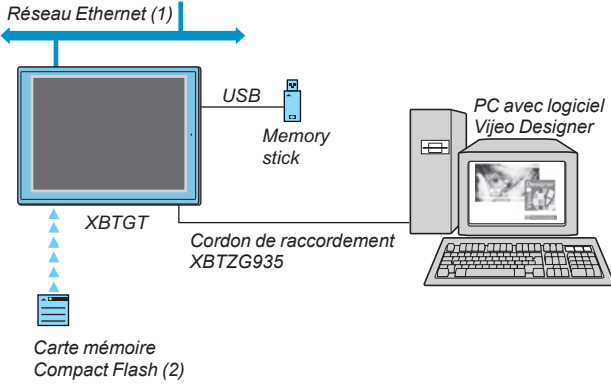 Réseau Ethernet (1)
USB
Memory
stick
PC avec logiciel
Vijeo Designer
XBTGT
Cordon de raccordement
XBTZG935
Carte mémoire
Compact Flash (2)